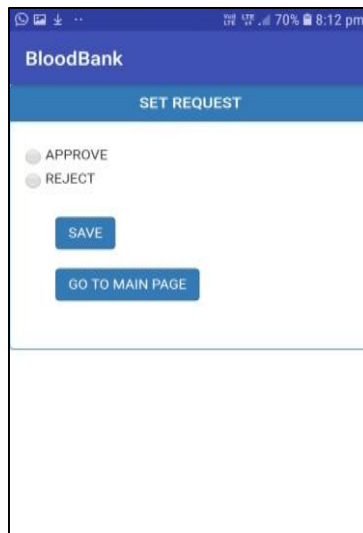 70% 8:12 pm
BloodBank
SET REQUEST
APPROVE
REJECT
SAVE
GO TO MAIN PAGE